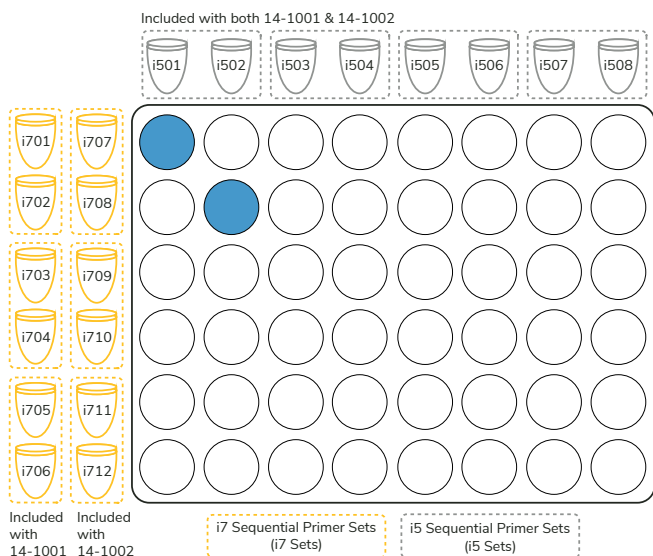 Included with both 14-1001 & 14-1002
i501 i502 i503 i504 i505 i506 i507 i508
i701 i707
i702 i708
i703 i709
i704 i710
i705 i711
i706 i712
Included with 14-1001
Included with 14-1002
i7 Sequential Primer Sets
(i7 Sets)
i5 Sequential Primer Sets
(i5 Sets)